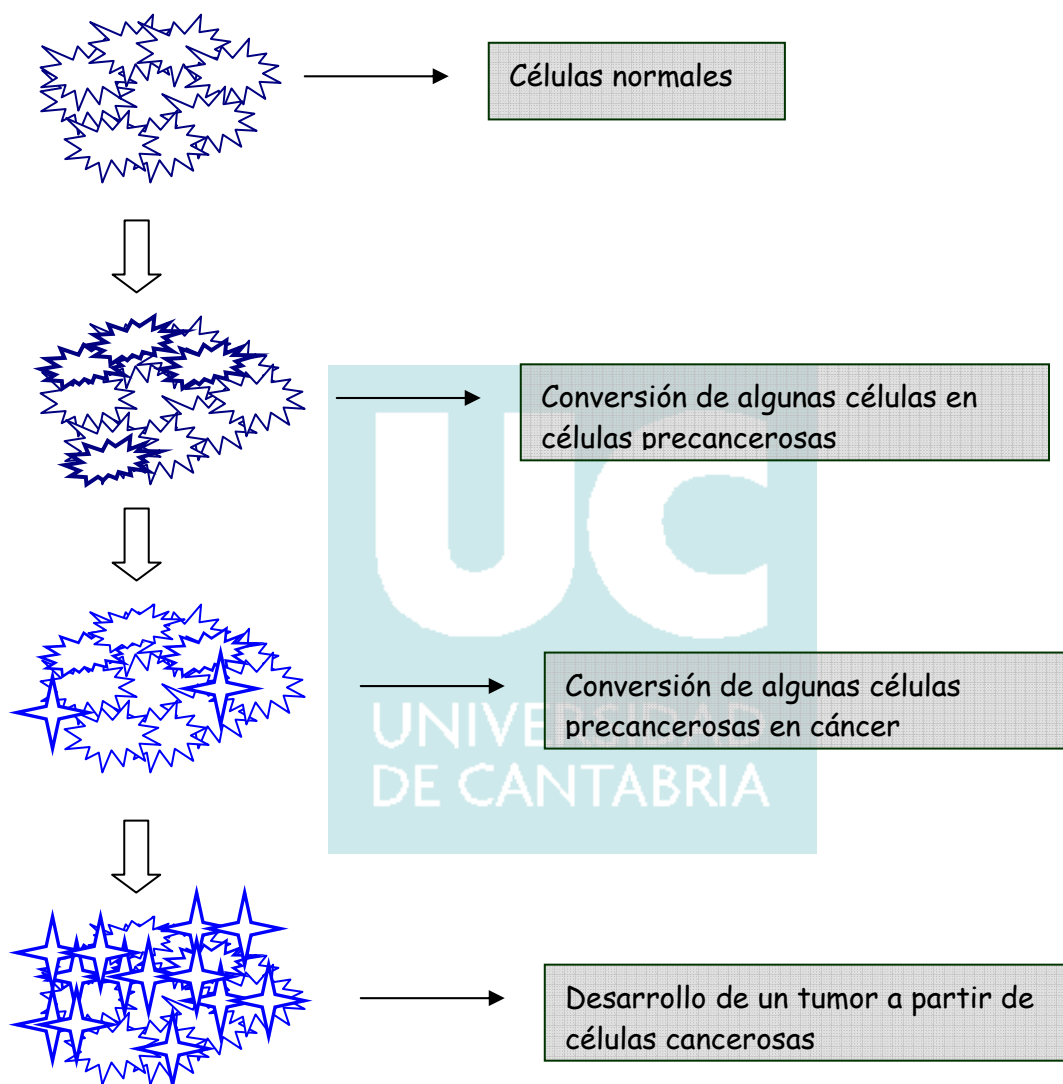 Células normales
Conversión de algunas células en
células precancerosas
Conversión de algunas células
precancerosas en cáncer
Desarrollo de un tumor a partir de
células cancerosas
UC
UNIVERSIDAD
DE CANTABRIA